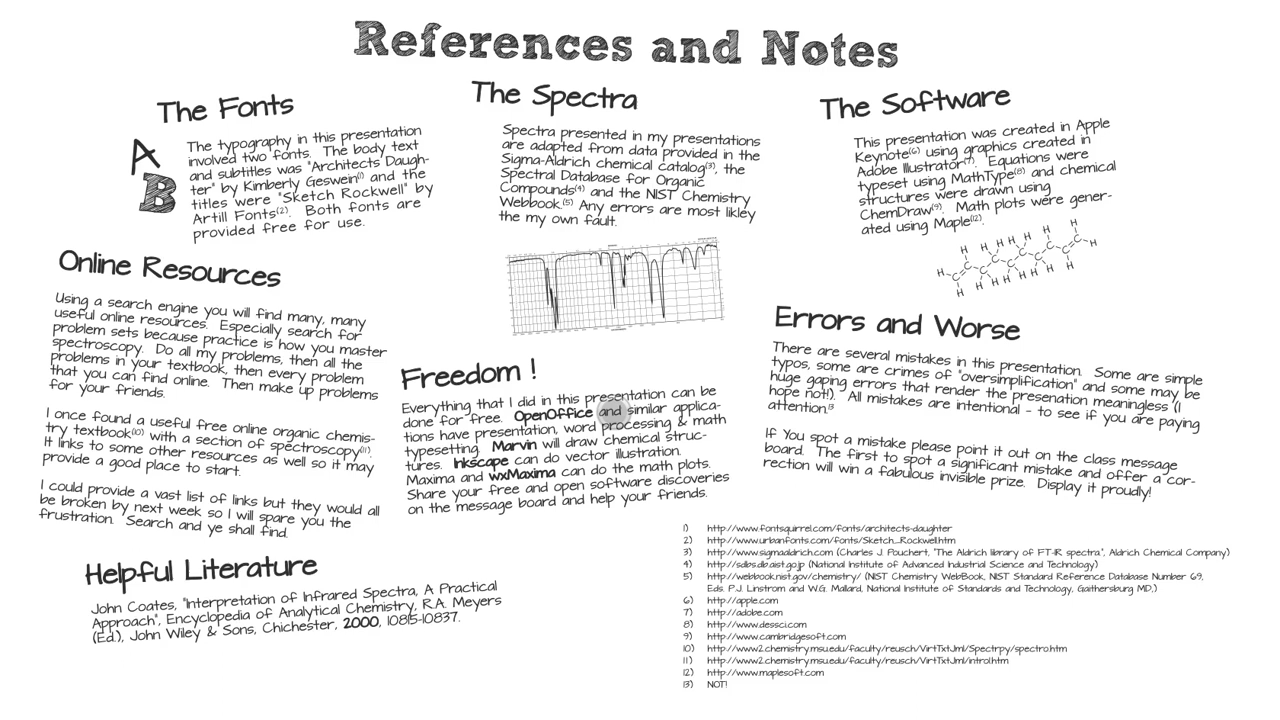 References and Notes
The Fonts
A
B
The typography in this presentation
involved two fonts. The body text
and subtitles was "Architects Daugh-
ter" by Kimberly Geswein(1) and the
titles were "Sketch Rockwell" by
Artill Fonts(2). Both fonts are
provided free for use.
The Spectra
Spectra presented in my presentations
are adapted from data provided in the
Sigma-Aldrich chemical catalog(3), the
Spectral Database for Organic
Compounds(4) and the NIST Chemistry
Webbook.(5) Any errors are most likley
the my own fault.
The Software
This presentation was created in Apple
Keynote(6) using graphics created in
Adobe Illustrator(7). Equations were
typeset using MathType(8) and chemical
structures were drawn using
ChemDraw(9). Math plots were gener-
ated using Maple(12).
Online Resources
Using a search engine you will find many, many
useful online resources. Especially search for
problem sets because practice is how you master
spectroscopy. Do all my problems, then all the
problems in your textbook, then every problem
that you can find online. Then make up problems
for your friends.
I once found a useful free online organic chemis-
try textbook(10) with a section of spectroscopy(11).
It links to some other resources as well so it may
provide a good place to start.
I could provide a vast list of links but they would all
be broken by next week so I will spare you the
frustration. Search and ye shall find.
Freedom !
Everything that I did in this presentation can be
done for free. OpenOffice and similar applica-
tions have presentation, word processing & math
typesetting. Marvin will draw chemical struc-
tures. Inkscape can do vector illustration.
Maxima and wxMaxima can do the math plots.
Share your free and open software discoveries
on the message board and help your friends.
Errors and Worse
There are several mistakes in this presentation. Some are simple
typos, some are crimes of "oversimplification" and some may be
huge gaping errors that render the presenation meaningless (I
hope not!). All mistakes are intentional - to see if you are paying
attention.13
If You spot a mistake please point it out on the class message
board. The first to spot a significant mistake and offer a cor-
rection will win a fabulous invisible prize. Display it proudly!
Helpful Literature
John Coates, "Interpretation of Infrared Spectra, A Practical
Approach", Encyclopedia of Analytical Chemistry, R.A. Meyers
(Ed.), John Wiley & Sons, Chichester, 2000, 10815-10837.
1) http://www.fontsquirrel.com/fonts/architects-daughter
2) http://www.urbanfonts.com/fonts/Sketch_Rockwell.htm
3) http://www.sigmaaldrich.com (Charles J. Pouchert, "The Aldrich library of FT-IR spectra", Aldrich Chemical Company)
4) http://sdbs.db.aist.go.jp (National Institute of Advanced Industrial Science and Technology)
5) http://webbook.nist.gov/chemistry/ (NIST Chemistry WebBook, NIST Standard Reference Database Number 69,
Eds. P.J. Linstrom and W.G. Mallard, National Institute of Standards and Technology, Gaithersburg MD,)
6) http://apple.com
7) http://adobe.com
8) http://www.dessci.com
9) http://www.cambridgesoft.com
10) http://www2.chemistry.msu.edu/faculty/reusch/VirtTxtJml/Spectrpy/spectro.htm
11) http://www2.chemistry.msu.edu/faculty/reusch/VirtTxtJml/intro1.htm
12) http://www.maplesoft.com
13) NOT!